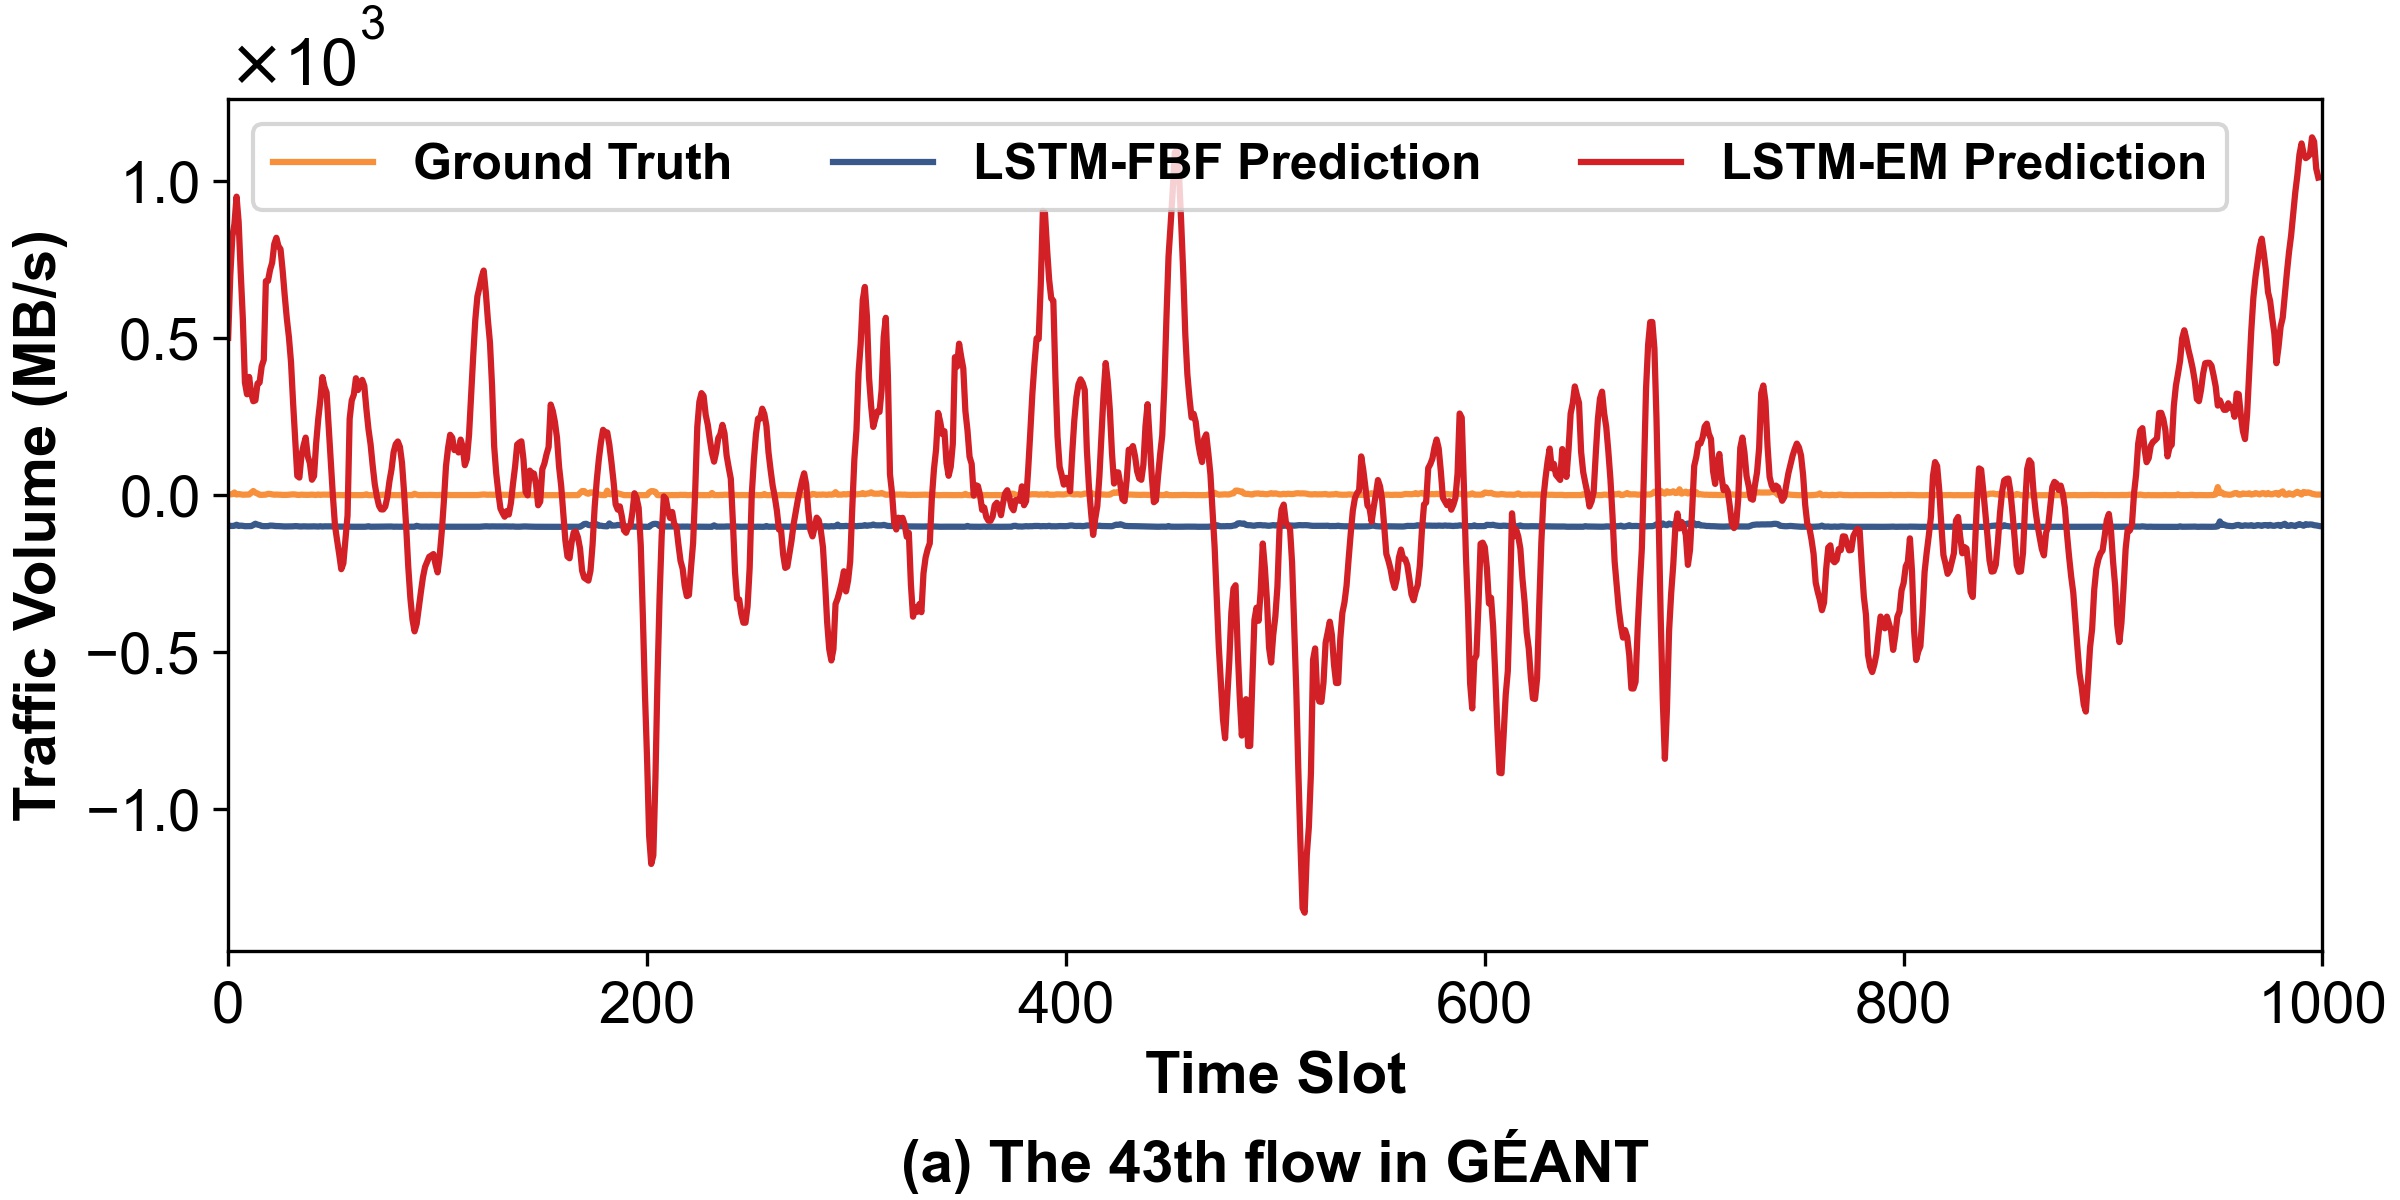 ×10³
Ground Truth LSTM-FBF Prediction LSTM-EM Prediction
1.0
0.5
0.0
−0.5
−1.0
Traffic Volume (MB/s)
0 200 400 600 800 1000
Time Slot
(a) The 43th flow in GÉANT